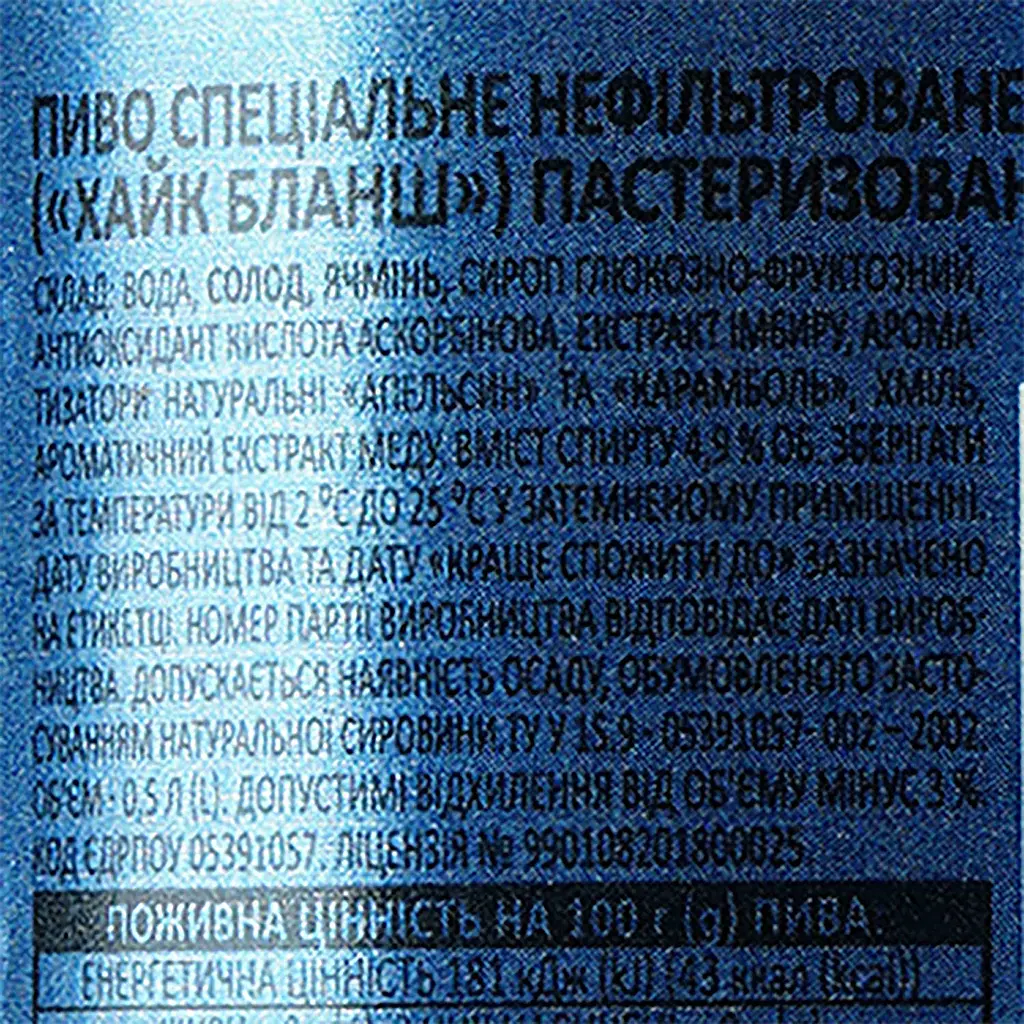 ПИВО СПЕЦІАЛЬНЕ НЕФІЛЬТРОВАНЕ
(«ХАЙК БЛАНШ») ПАСТЕРИЗОВАН
СКЛАД: ВОДА, СОЛОД, ЯЧМІНЬ, СИРОП ГЛЮКОЗНО-ФРУКТОЗНИЙ,
АНТИОКСИДАНТ КИСЛОТА АСКОРБІНОВА, ЕКСТРАКТ ІМБИРУ, АРОМА-
ТИЗАТОРИ НАТУРАЛЬНІ «АПЕЛЬСИН» ТА «КАРАМБОЛЬ», ХМІЛЬ,
АРОМАТИЧНИЙ ЕКСТРАКТ МЕДУ. ВМІСТ СПИРТУ 4,9 % ОБ. ЗБЕРІГАТИ
ЗА ТЕМПЕРАТУРИ ВІД 2 °С ДО 25 °С У ЗАТЕМНЕНОМУ ПРИМІЩЕННІ.
ДАТУ ВИРОБНИЦТВА ТА ДАТУ «КРАЩЕ СПОЖИТИ ДО» ЗАЗНАЧЕНО
НА ЕТИКЕТЦІ. НОМЕР ПАРТІЇ ВИРОБНИЦТВА ВІДПОВІДАЄ ДАТІ ВИРОБ-
НИЦТВА. ДОПУСКАЄТЬСЯ НАЯВНІСТЬ ОСАДУ, ОБУМОВЛЕНОГО ЗАСТО-
СУВАННЯМ НАТУРАЛЬНОЇ СИРОВИНИ. ТУ У 15.9 - 05391057- 002 – 2002.
ОБ'ЄМ - 0,5 Л (L). ДОПУСТИМІ ВІДХИЛЕННЯ ВІД ОБ'ЄМУ МІНУС 3 %
КОД ЄДРПОУ 05391057. ЛІЦЕНЗІЯ № 990108201800025.
ПОЖИВНА ЦІННІСТЬ НА 100 г (g) ПИВА:
ЕНЕРГЕТИЧНА ЦІННІСТЬ 181 кДж (kJ) (43 ккал (kcal))